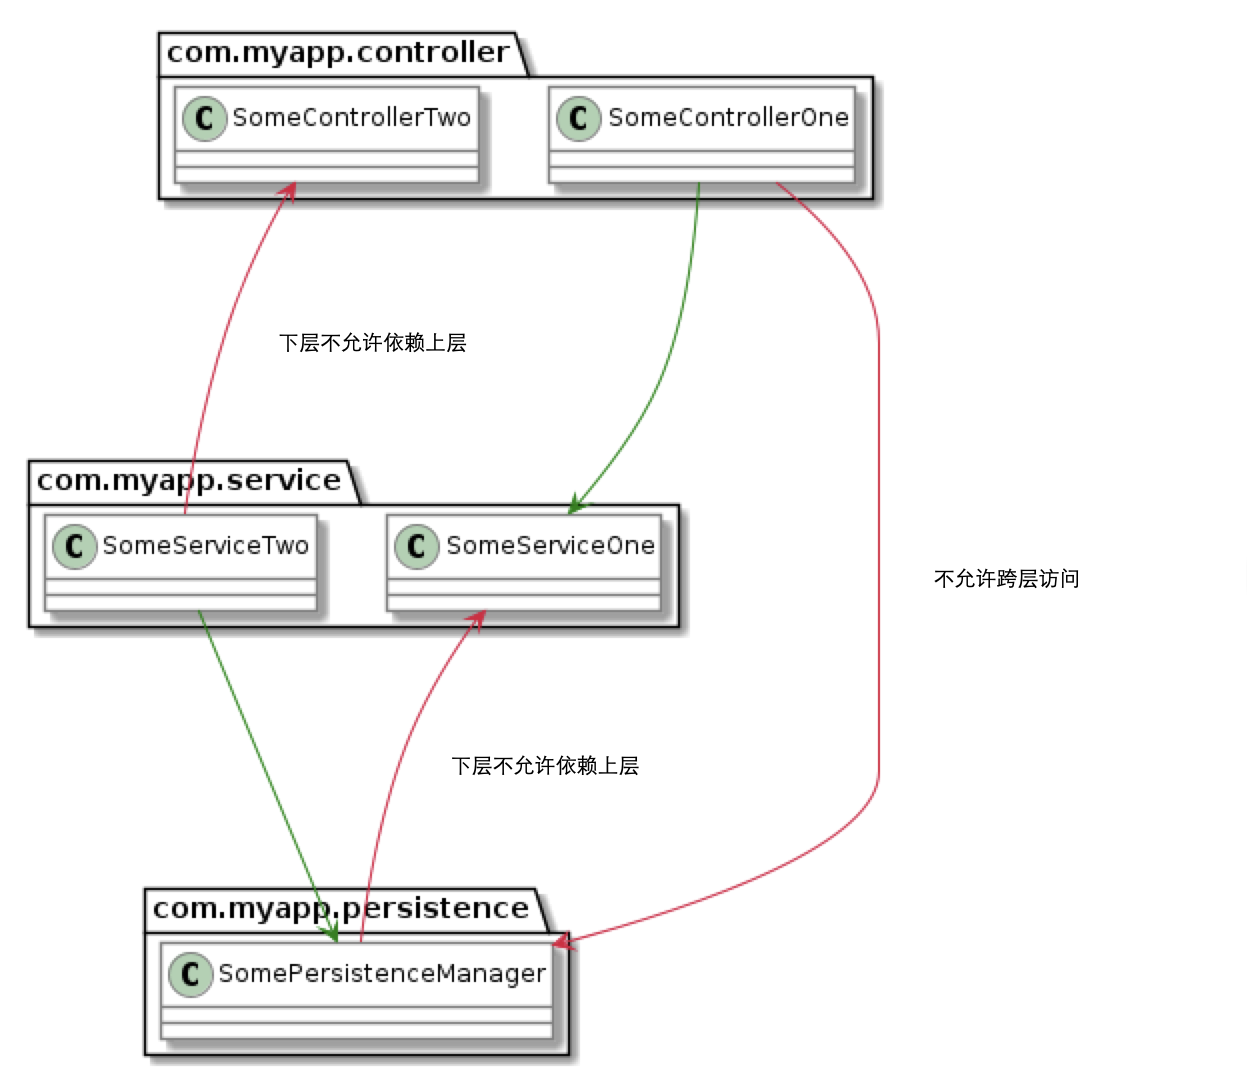 com.myapp.controller
C SomeControllerTwo
C SomeControllerOne
下层不允许依赖上层
com.myapp.service
C SomeServiceTwo
C SomeServiceOne
不允许跨层访问
下层不允许依赖上层
com.myapp.persistence
C SomePersistenceManager